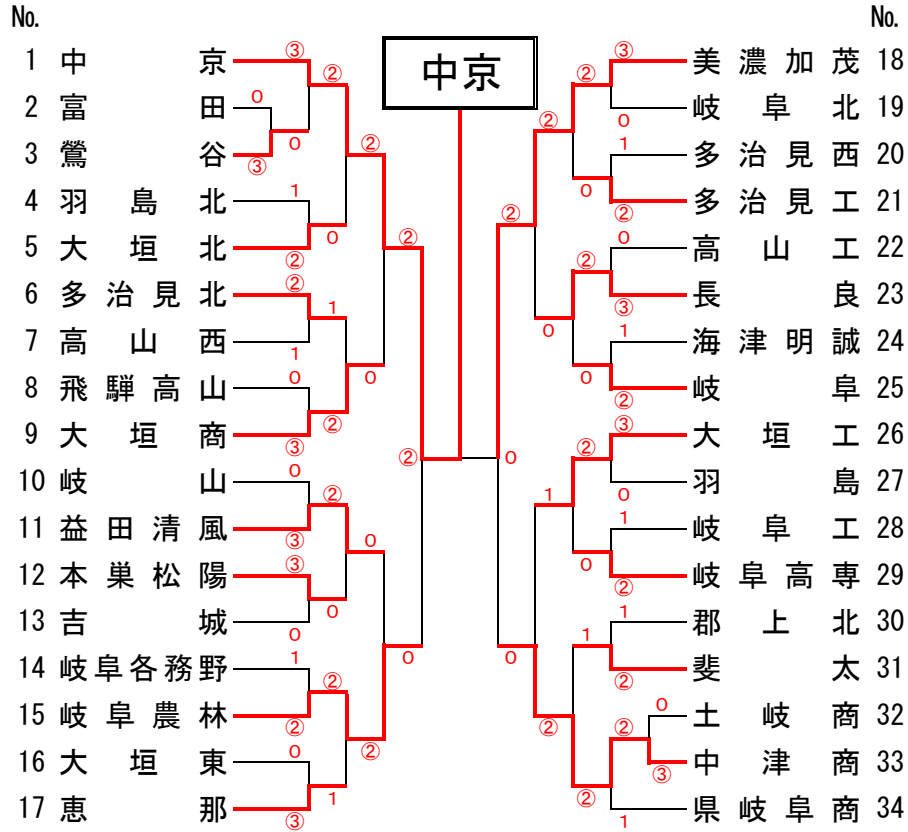 No.
No.
中京
1 中京
2 富田
3 鶯谷
4 羽島北
5 大垣北
6 多治見北
7 高山西
8 飛騨高山
9 大垣商
10 岐山
11 益田清風
12 本巣松陽
13 吉城
14 岐阜各務野
15 岐阜農林
16 大垣東
17 恵那
③
0
③
1
②
②
1
0
③
0
③
③
0
1
②
0
③
②
0
0
1
②
②
0
②
1
②
0
0
②
②
0
②
0
②
0
0
②
②
0
②
1
0
②
②
0
②
0
②
0
1
②
②
③
0
1
②
0
③
1
②
③
0
1
②
1
②
0
③
1
美濃加茂 18
岐阜北 19
多治見西 20
多治見工 21
高山工 22
長良 23
海津明誠 24
岐阜 25
大垣工 26
羽島 27
岐阜工 28
岐阜高専 29
郡上北 30
斐太 31
土岐商 32
中津商 33
県岐阜商 34